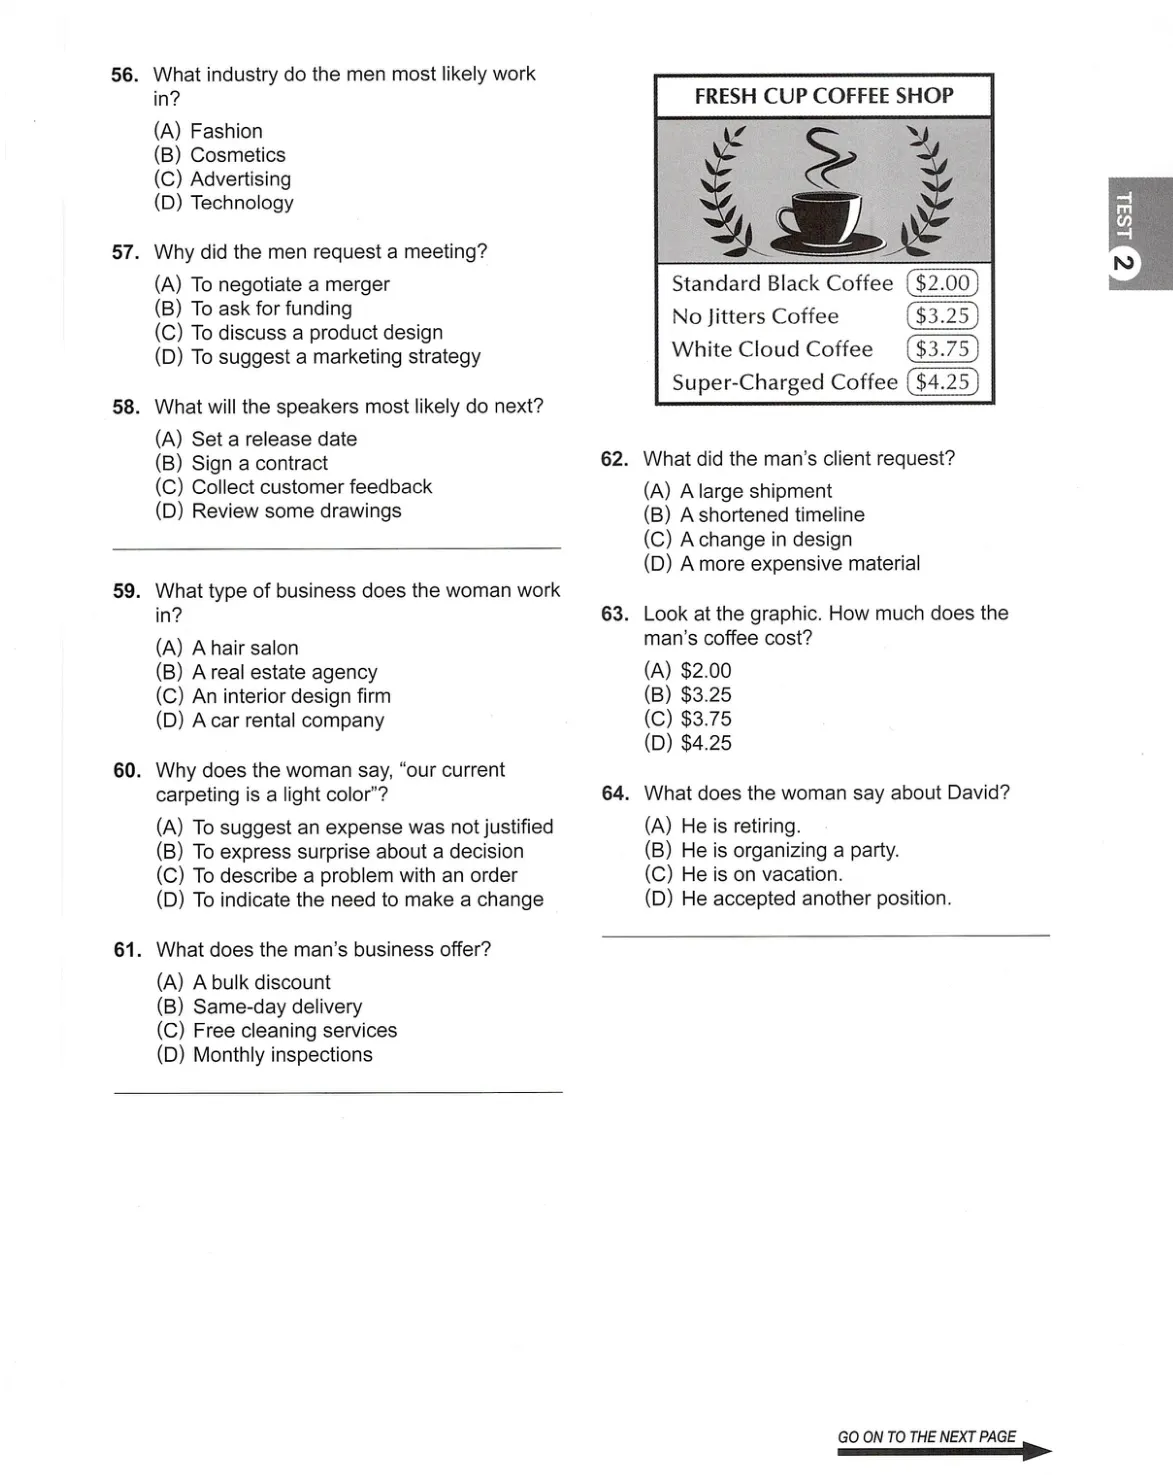 56. What industry do the men most likely work
in?
(A) Fashion
(B) Cosmetics
(C) Advertising
(D) Technology
57. Why did the men request a meeting?
(A) To negotiate a merger
(B) To ask for funding
(C) To discuss a product design
(D) To suggest a marketing strategy
58. What will the speakers most likely do next?
(A) Set a release date
(B) Sign a contract
(C) Collect customer feedback
(D) Review some drawings
59. What type of business does the woman work
in?
(A) A hair salon
(B) A real estate agency
(C) An interior design firm
(D) A car rental company
60. Why does the woman say, “our current
carpeting is a light color”?
(A) To suggest an expense was not justified
(B) To express surprise about a decision
(C) To describe a problem with an order
(D) To indicate the need to make a change
61. What does the man’s business offer?
(A) A bulk discount
(B) Same-day delivery
(C) Free cleaning services
(D) Monthly inspections
FRESH CUP COFFEE SHOP
Standard Black Coffee $2.00
No Jitters Coffee $3.25
White Cloud Coffee $3.75
Super-Charged Coffee $4.25
62. What did the man’s client request?
(A) A large shipment
(B) A shortened timeline
(C) A change in design
(D) A more expensive material
63. Look at the graphic. How much does the
man’s coffee cost?
(A) $2.00
(B) $3.25
(C) $3.75
(D) $4.25
64. What does the woman say about David?
(A) He is retiring.
(B) He is organizing a party.
(C) He is on vacation.
(D) He accepted another position.
TEST 2
GO ON TO THE NEXT PAGE